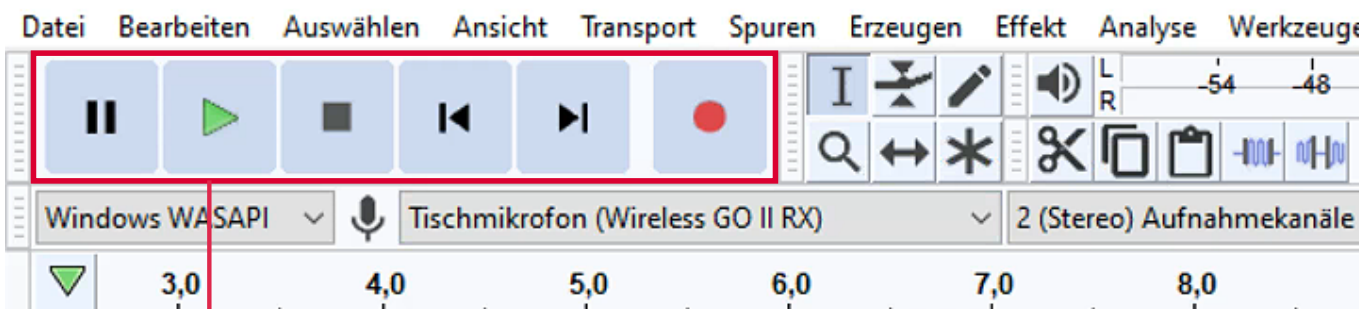 Datei Bearbeiten Auswählen Ansicht Transport Spuren Erzeugen Effekt Analyse Werkzeuge
L
R
-54 -48
Windows WASAPI Tischmikrofon (Wireless GO II RX) 2 (Stereo) Aufnahmekanäle
3,0 4,0 5,0 6,0 7,0 8,0